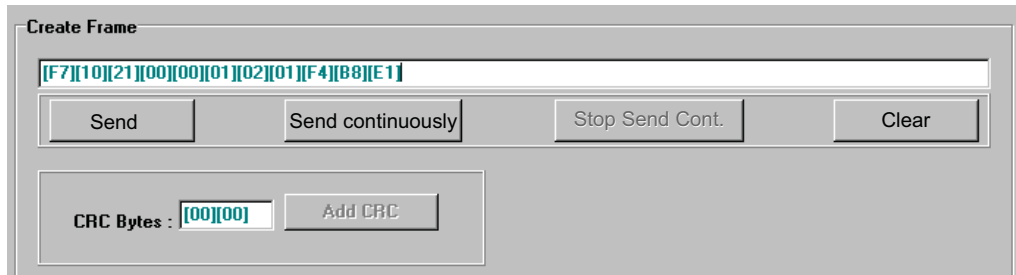 Create Frame
[F7][10][21][00][00][01][02][01][F4][B8][E1]
Send Send continuously Stop Send Cont. Clear
CRC Bytes : [00][00] Add CRC